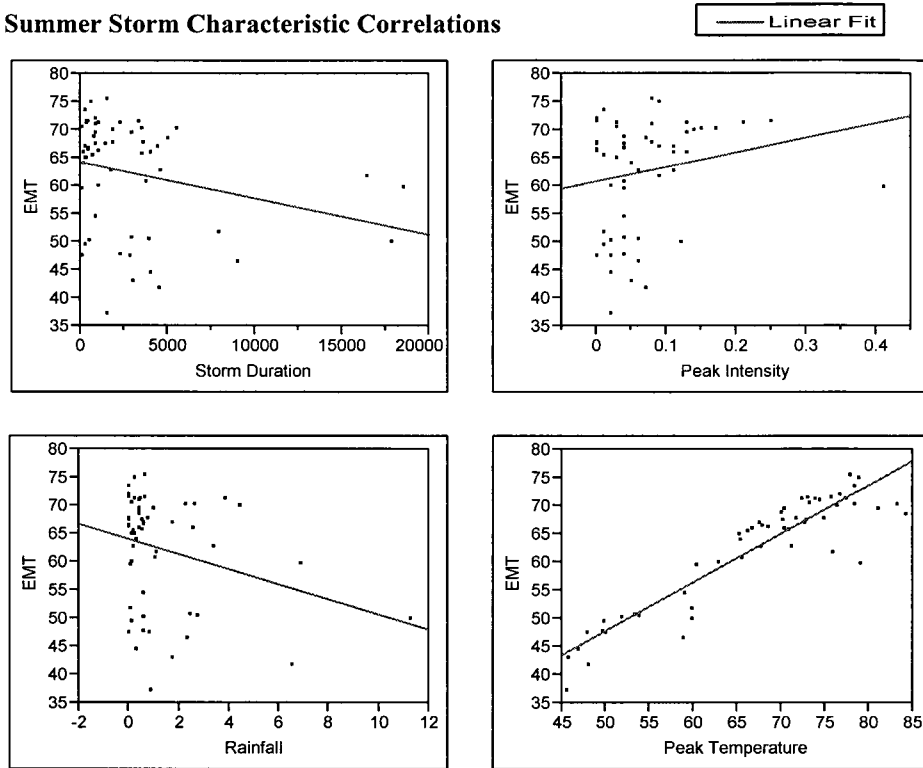 Summer Storm Characteristic Correlations
Linear Fit
80
75
70
65
60
55
50
45
40
35
EMT
0 5000 10000 15000 20000
Storm Duration
80
75
70
65
60
55
50
45
40
35
EMT
0 0.1 0.2 0.3 0.4
Peak Intensity
80
75
70
65
60
55
50
45
40
35
EMT
-2 0 2 4 6 8 10 12
Rainfall
80
75
70
65
60
55
50
45
40
35
EMT
45 50 55 60 65 70 75 80 85
Peak Temperature